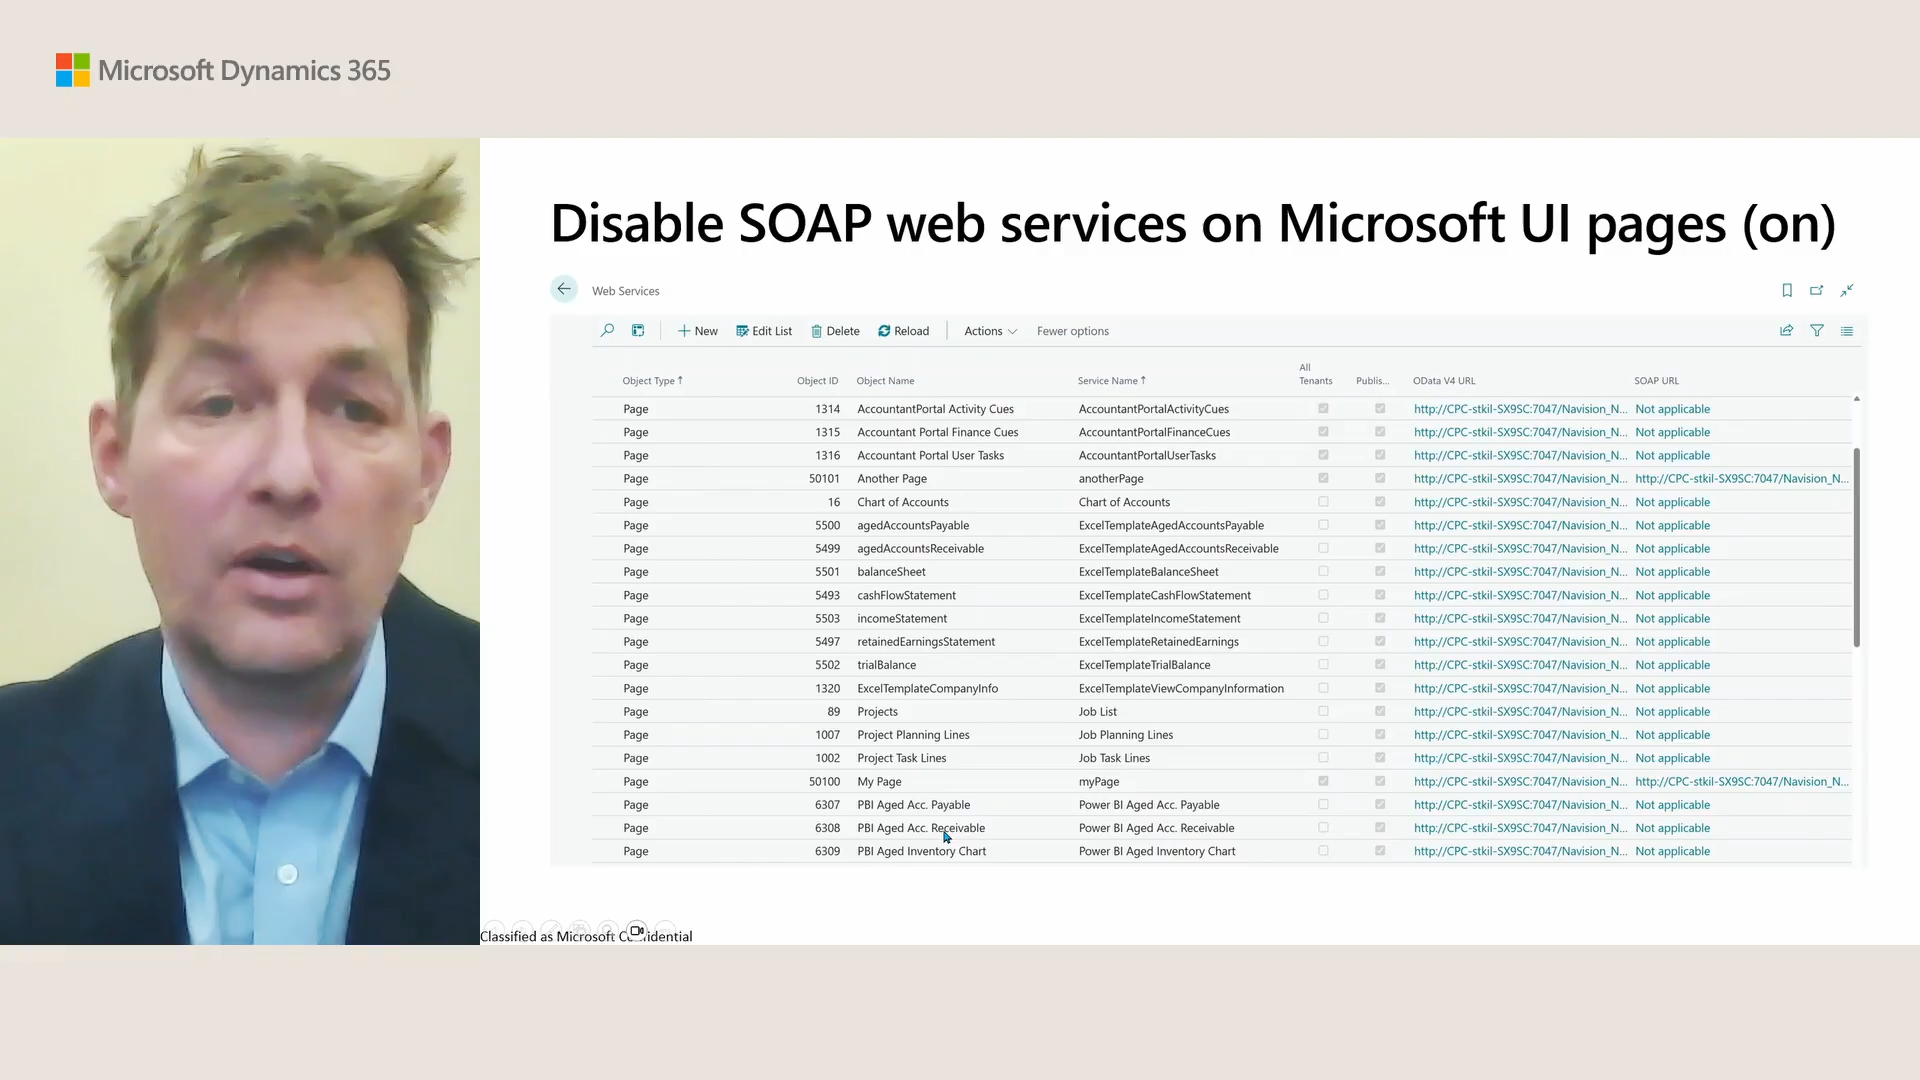 Microsoft Dynamics 365
Disable SOAP web services on Microsoft UI pages (on)
Web Services
New Edit List Delete Reload Actions Fewer options
Object Type ↑ Object ID Object Name Service Name ↑ All Tenants Publis... OData V4 URL SOAP URL
Page 1314 AccountantPortal Activity Cues AccountantPortalActivityCues http://CPC-stkil-SX9SC:7047/Navision_N... Not applicable
Page 1315 Accountant Portal Finance Cues AccountantPortalFinanceCues http://CPC-stkil-SX9SC:7047/Navision_N... Not applicable
Page 1316 Accountant Portal User Tasks AccountantPortalUserTasks http://CPC-stkil-SX9SC:7047/Navision_N... Not applicable
Page 50101 Another Page anotherPage http://CPC-stkil-SX9SC:7047/Navision_N... http://CPC-stkil-SX9SC:7047/Navision_N...
Page 16 Chart of Accounts Chart of Accounts http://CPC-stkil-SX9SC:7047/Navision_N... Not applicable
Page 5500 agedAccountsPayable ExcelTemplateAgedAccountsPayable http://CPC-stkil-SX9SC:7047/Navision_N... Not applicable
Page 5499 agedAccountsReceivable ExcelTemplateAgedAccountsReceivable http://CPC-stkil-SX9SC:7047/Navision_N... Not applicable
Page 5501 balanceSheet ExcelTemplateBalanceSheet http://CPC-stkil-SX9SC:7047/Navision_N... Not applicable
Page 5493 cashFlowStatement ExcelTemplateCashFlowStatement http://CPC-stkil-SX9SC:7047/Navision_N... Not applicable
Page 5503 incomeStatement ExcelTemplateIncomeStatement http://CPC-stkil-SX9SC:7047/Navision_N... Not applicable
Page 5497 retainedEarningsStatement ExcelTemplateRetainedEarnings http://CPC-stkil-SX9SC:7047/Navision_N... Not applicable
Page 5502 trialBalance ExcelTemplateTrialBalance http://CPC-stkil-SX9SC:7047/Navision_N... Not applicable
Page 1320 ExcelTemplateCompanyInfo ExcelTemplateViewCompanyInformation http://CPC-stkil-SX9SC:7047/Navision_N... Not applicable
Page 89 Projects Job List http://CPC-stkil-SX9SC:7047/Navision_N... Not applicable
Page 1007 Project Planning Lines Job Planning Lines http://CPC-stkil-SX9SC:7047/Navision_N... Not applicable
Page 1002 Project Task Lines Job Task Lines http://CPC-stkil-SX9SC:7047/Navision_N... Not applicable
Page 50100 My Page myPage http://CPC-stkil-SX9SC:7047/Navision_N... http://CPC-stkil-SX9SC:7047/Navision_N...
Page 6307 PBI Aged Acc. Payable Power BI Aged Acc. Payable http://CPC-stkil-SX9SC:7047/Navision_N... Not applicable
Page 6308 PBI Aged Acc. Receivable Power BI Aged Acc. Receivable http://CPC-stkil-SX9SC:7047/Navision_N... Not applicable
Page 6309 PBI Aged Inventory Chart Power BI Aged Inventory Chart http://CPC-stkil-SX9SC:7047/Navision_N... Not applicable
Classified as Microsoft Confidential